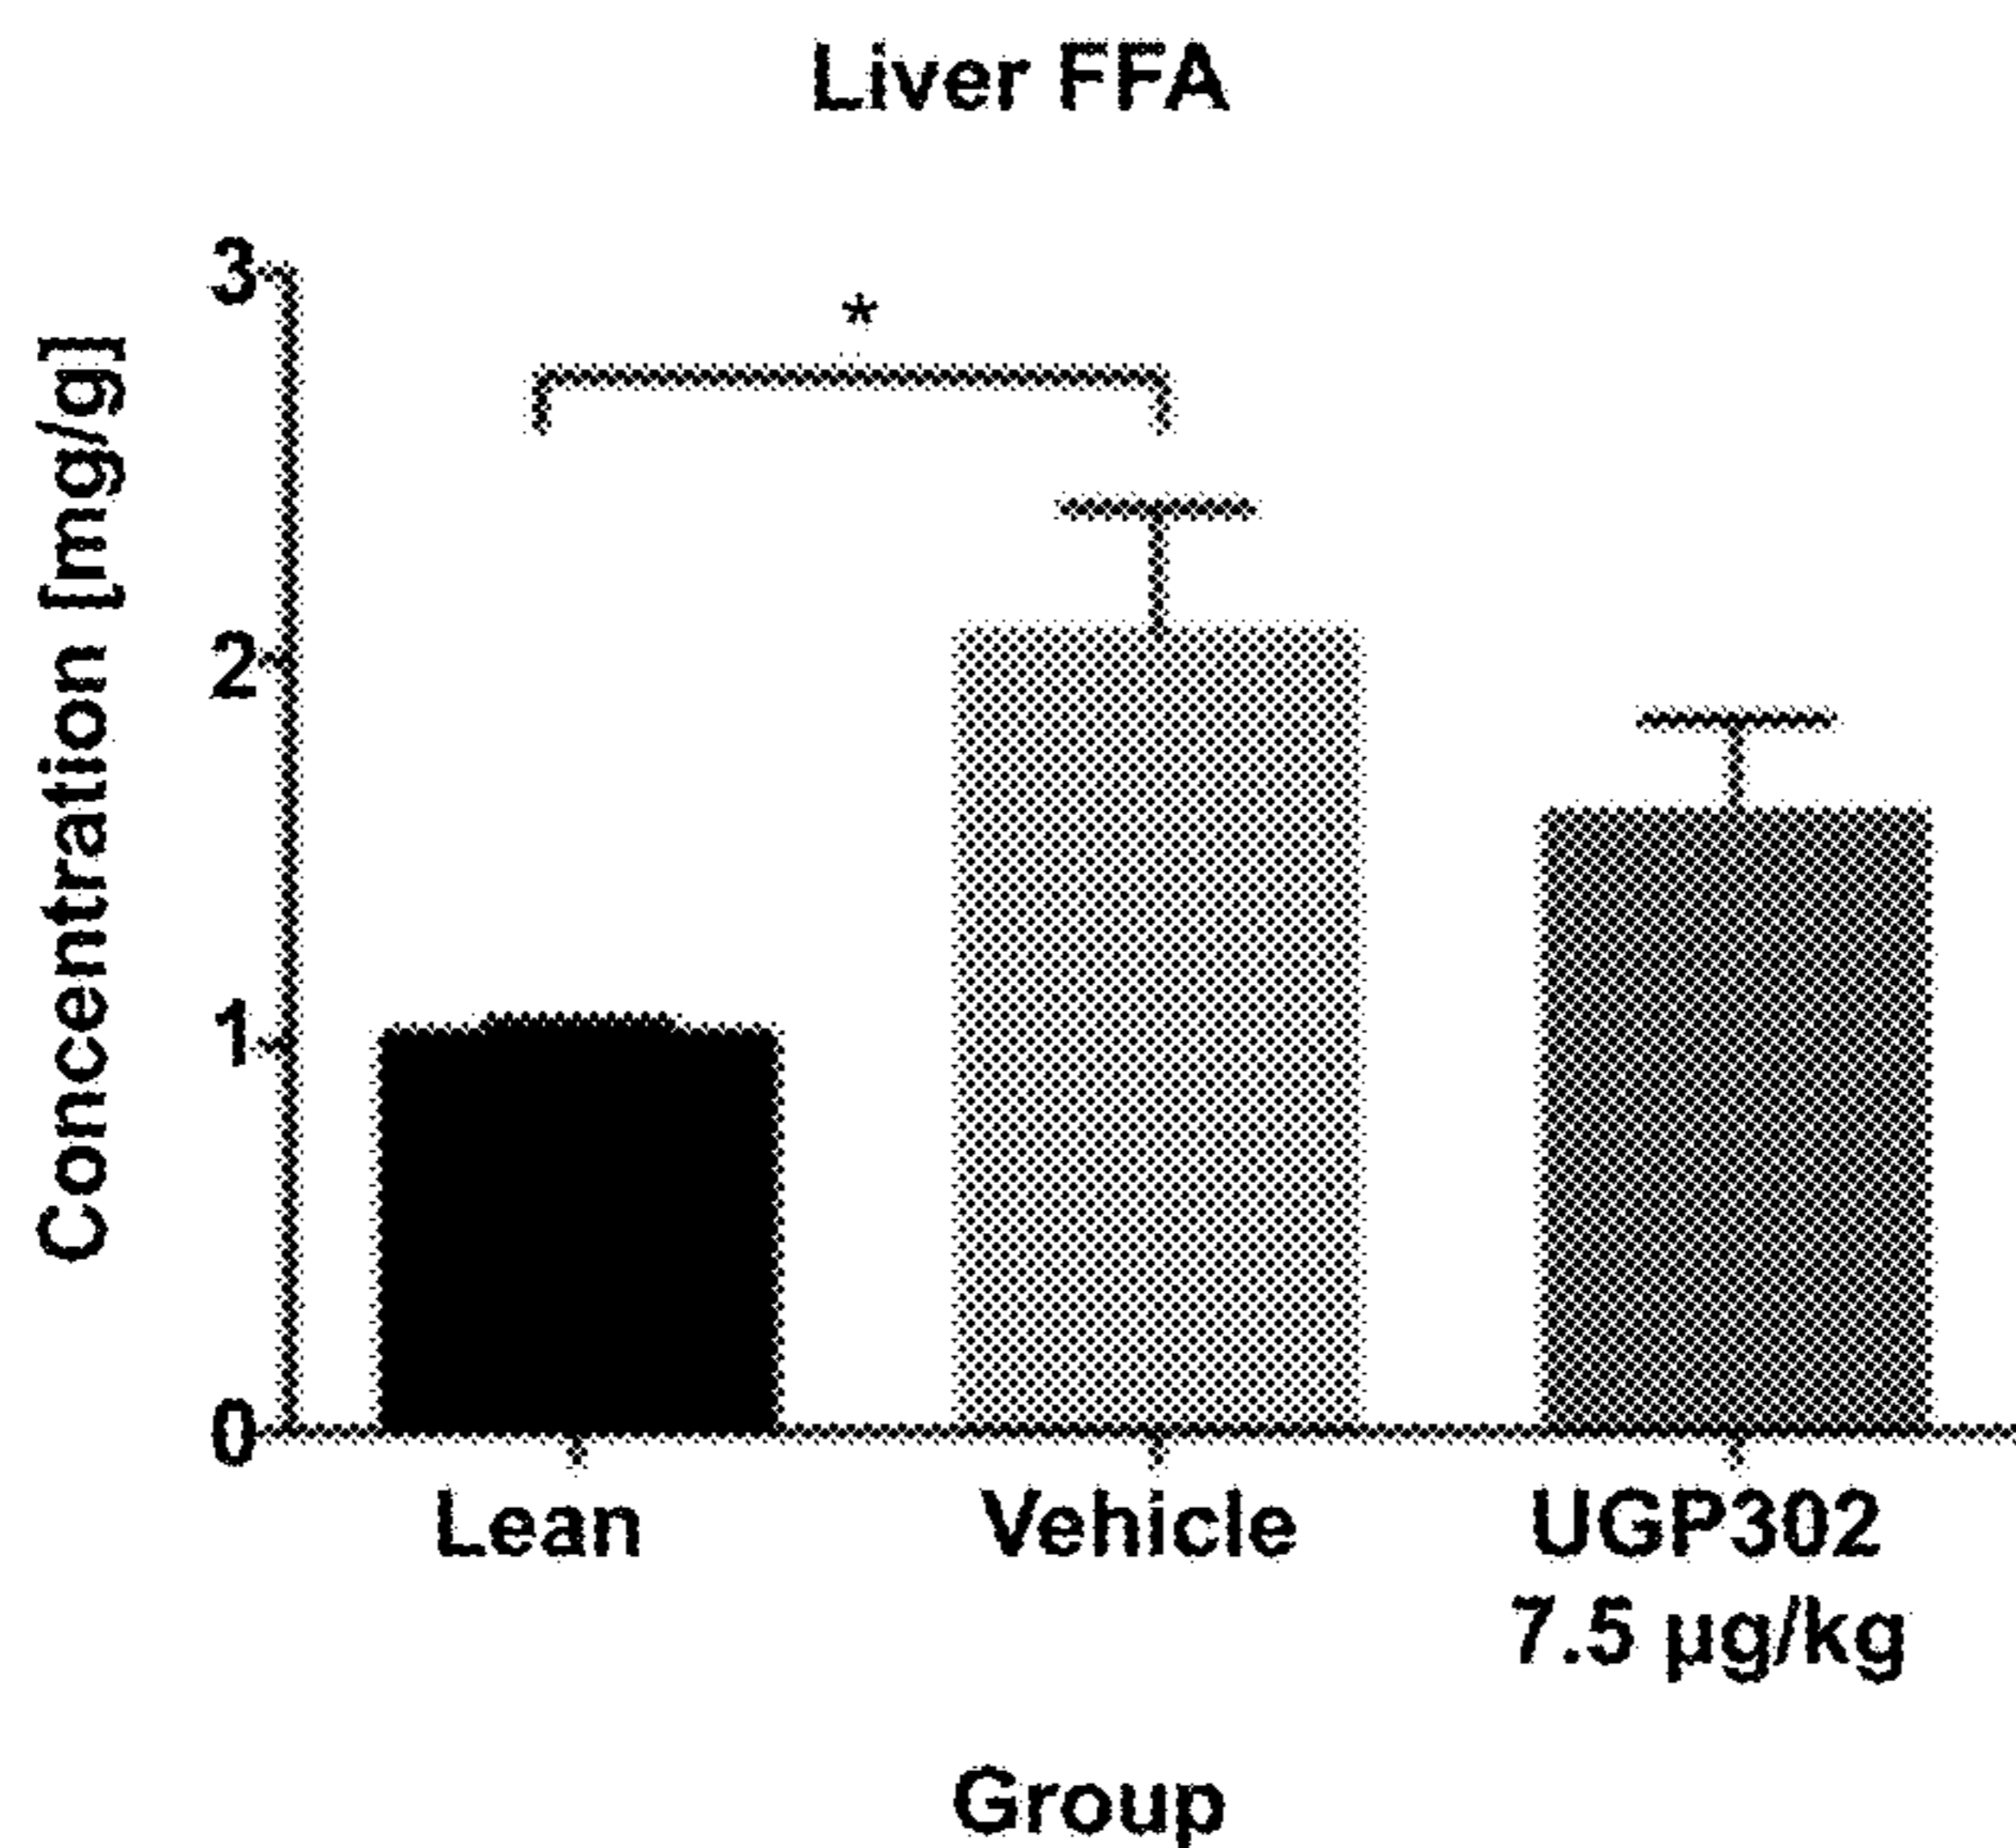 Liver FFA
Concentration [mg/g]
3
2
1
0
*
Lean
Vehicle
UGP302
7.5 µg/kg
Group